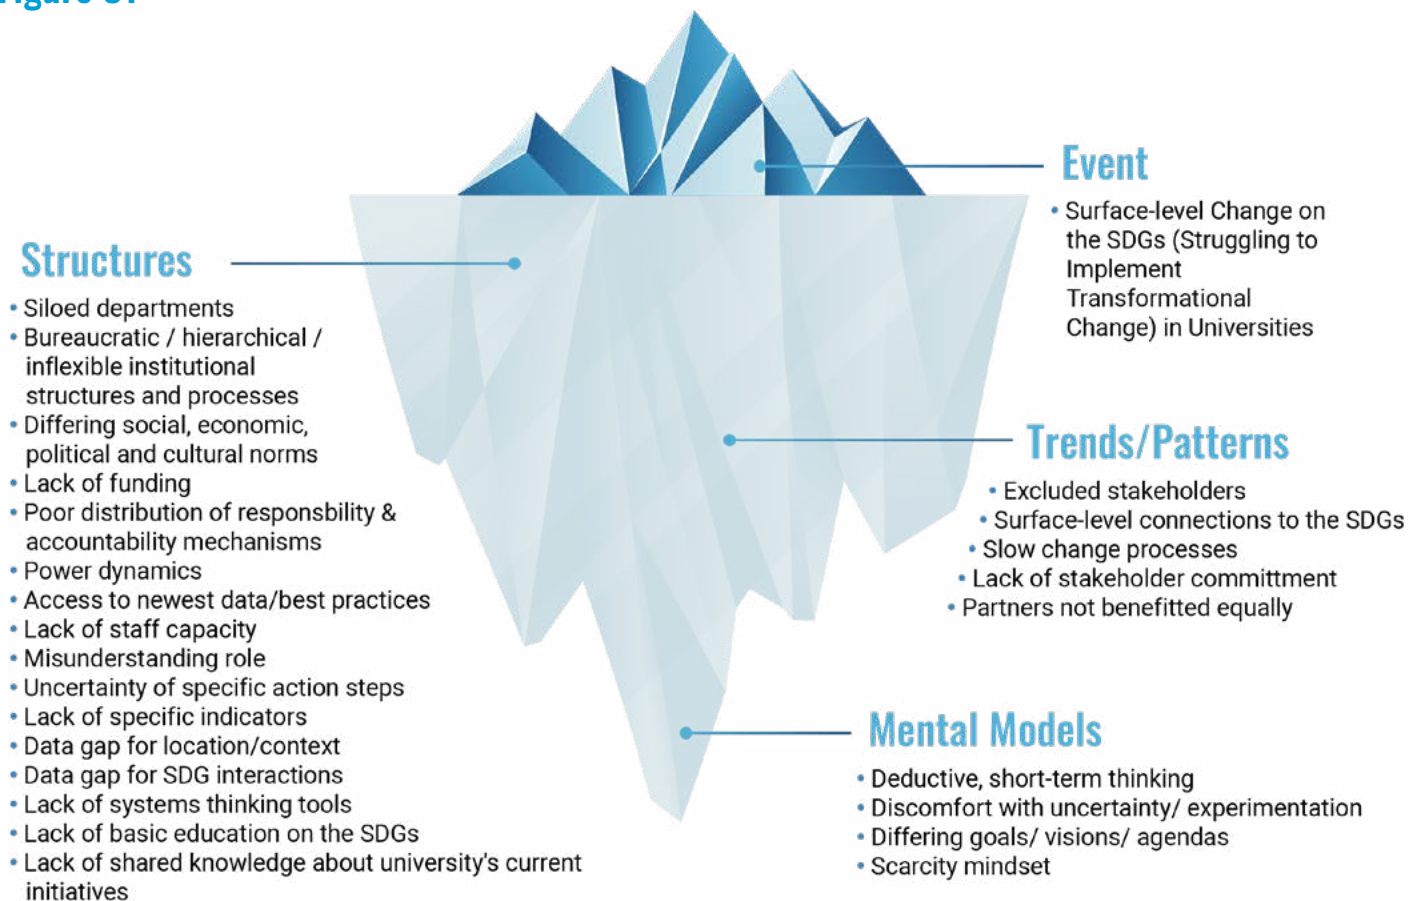 Structures
• Siloed departments
• Bureaucratic / hierarchical /
inflexible institutional
structures and processes
• Differing social, economic,
political and cultural norms
• Lack of funding
• Poor distribution of responsbility &
accountability mechanisms
• Power dynamics
• Access to newest data/best practices
• Lack of staff capacity
• Misunderstanding role
• Uncertainty of specific action steps
• Lack of specific indicators
• Data gap for location/context
• Data gap for SDG interactions
• Lack of systems thinking tools
• Lack of basic education on the SDGs
• Lack of shared knowledge about university's current
initiatives
Event
• Surface-level Change on
the SDGs (Struggling to
Implement
Transformational
Change) in Universities
Trends/Patterns
• Excluded stakeholders
• Surface-level connections to the SDGs
• Slow change processes
• Lack of stakeholder committment
• Partners not benefitted equally
Mental Models
• Deductive, short-term thinking
• Discomfort with uncertainty/ experimentation
• Differing goals/ visions/ agendas
• Scarcity mindset